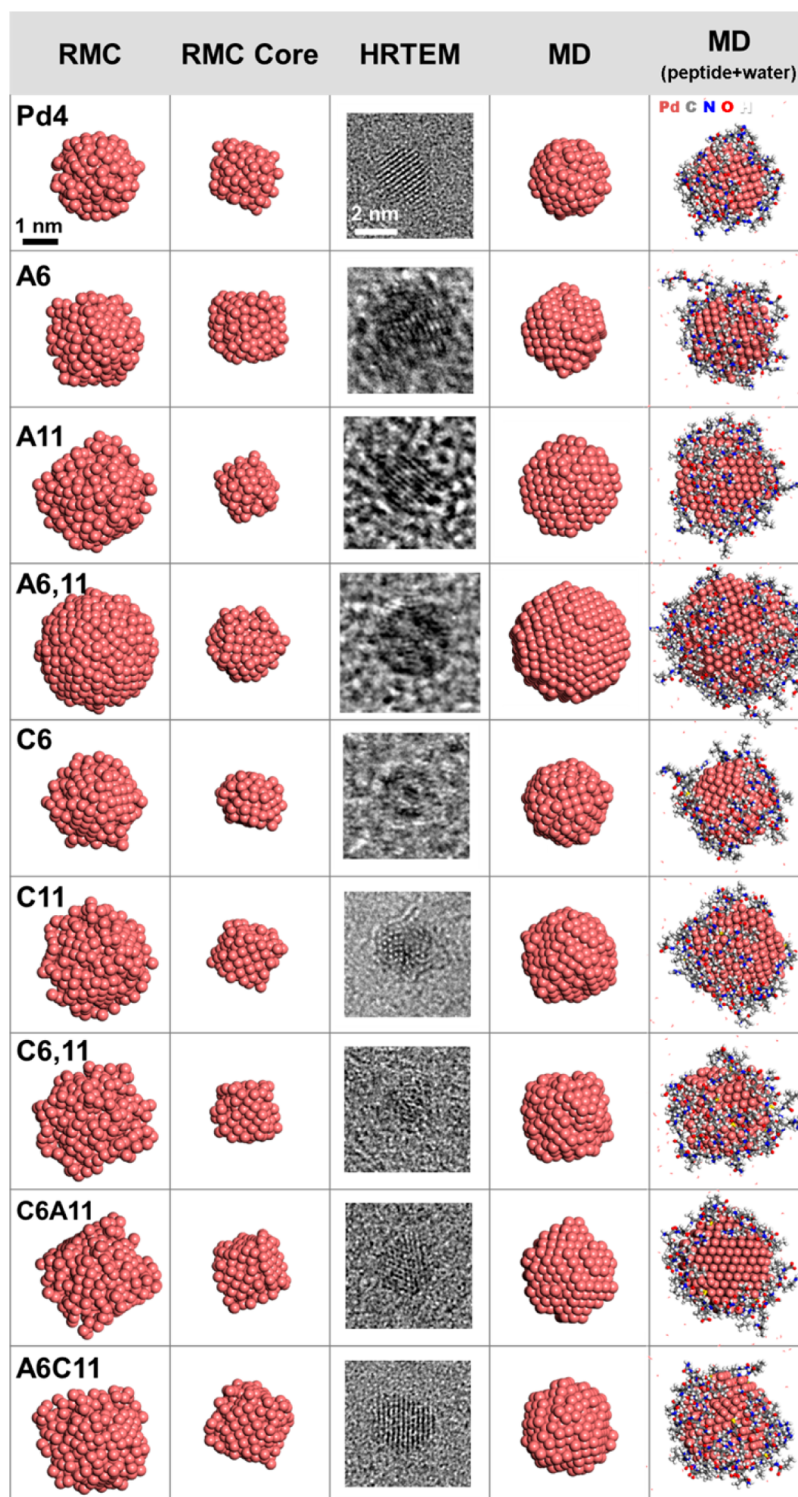 RMC RMC Core HRTEM MD MD
(peptide+water)
Pd4
Pd C N O H
1 nm
2 nm
A6
A11
A6,11
C6
C11
C6,11
C6A11
A6C11